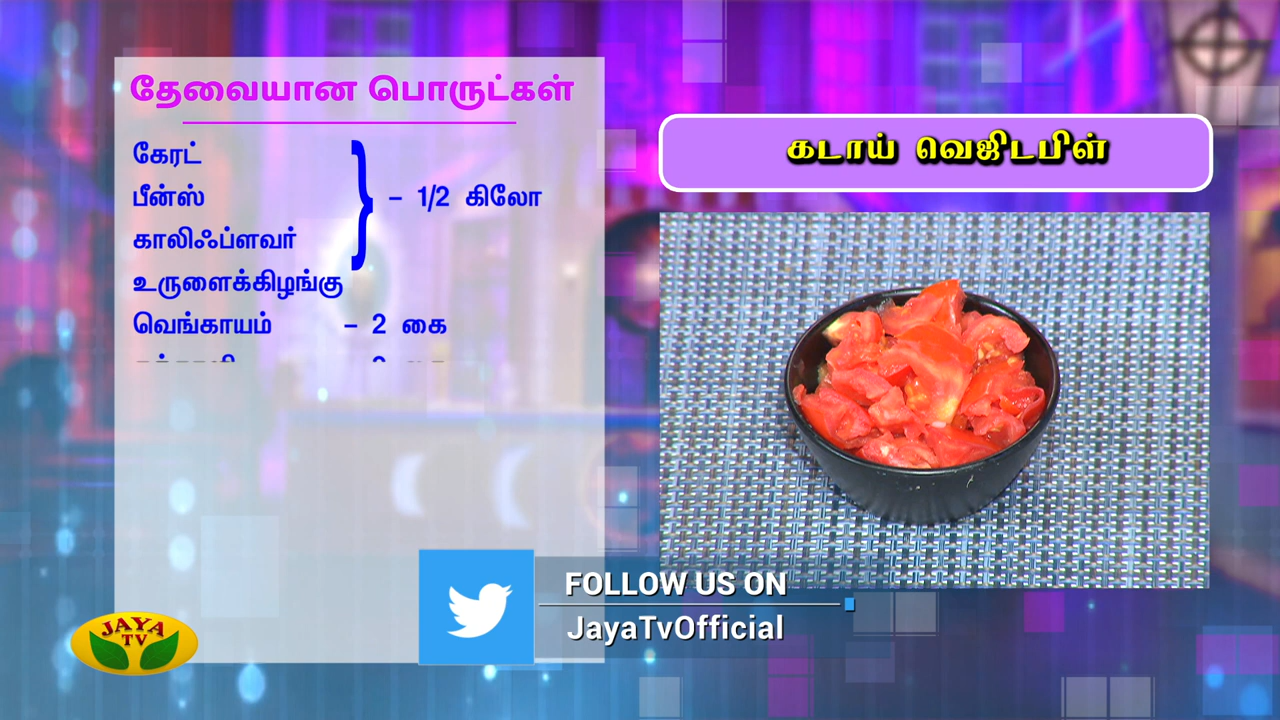 தேவையான பொருட்கள்
கேரட்
பீன்ஸ் } – 1/2 கிலோ
காலிஃப்ளவர்
உருளைக்கிழங்கு
வெங்காயம் – 2 கை
கடாய் வெஜிடபிள்
FOLLOW US ON
JayaTvOfficial
JAYA
TV